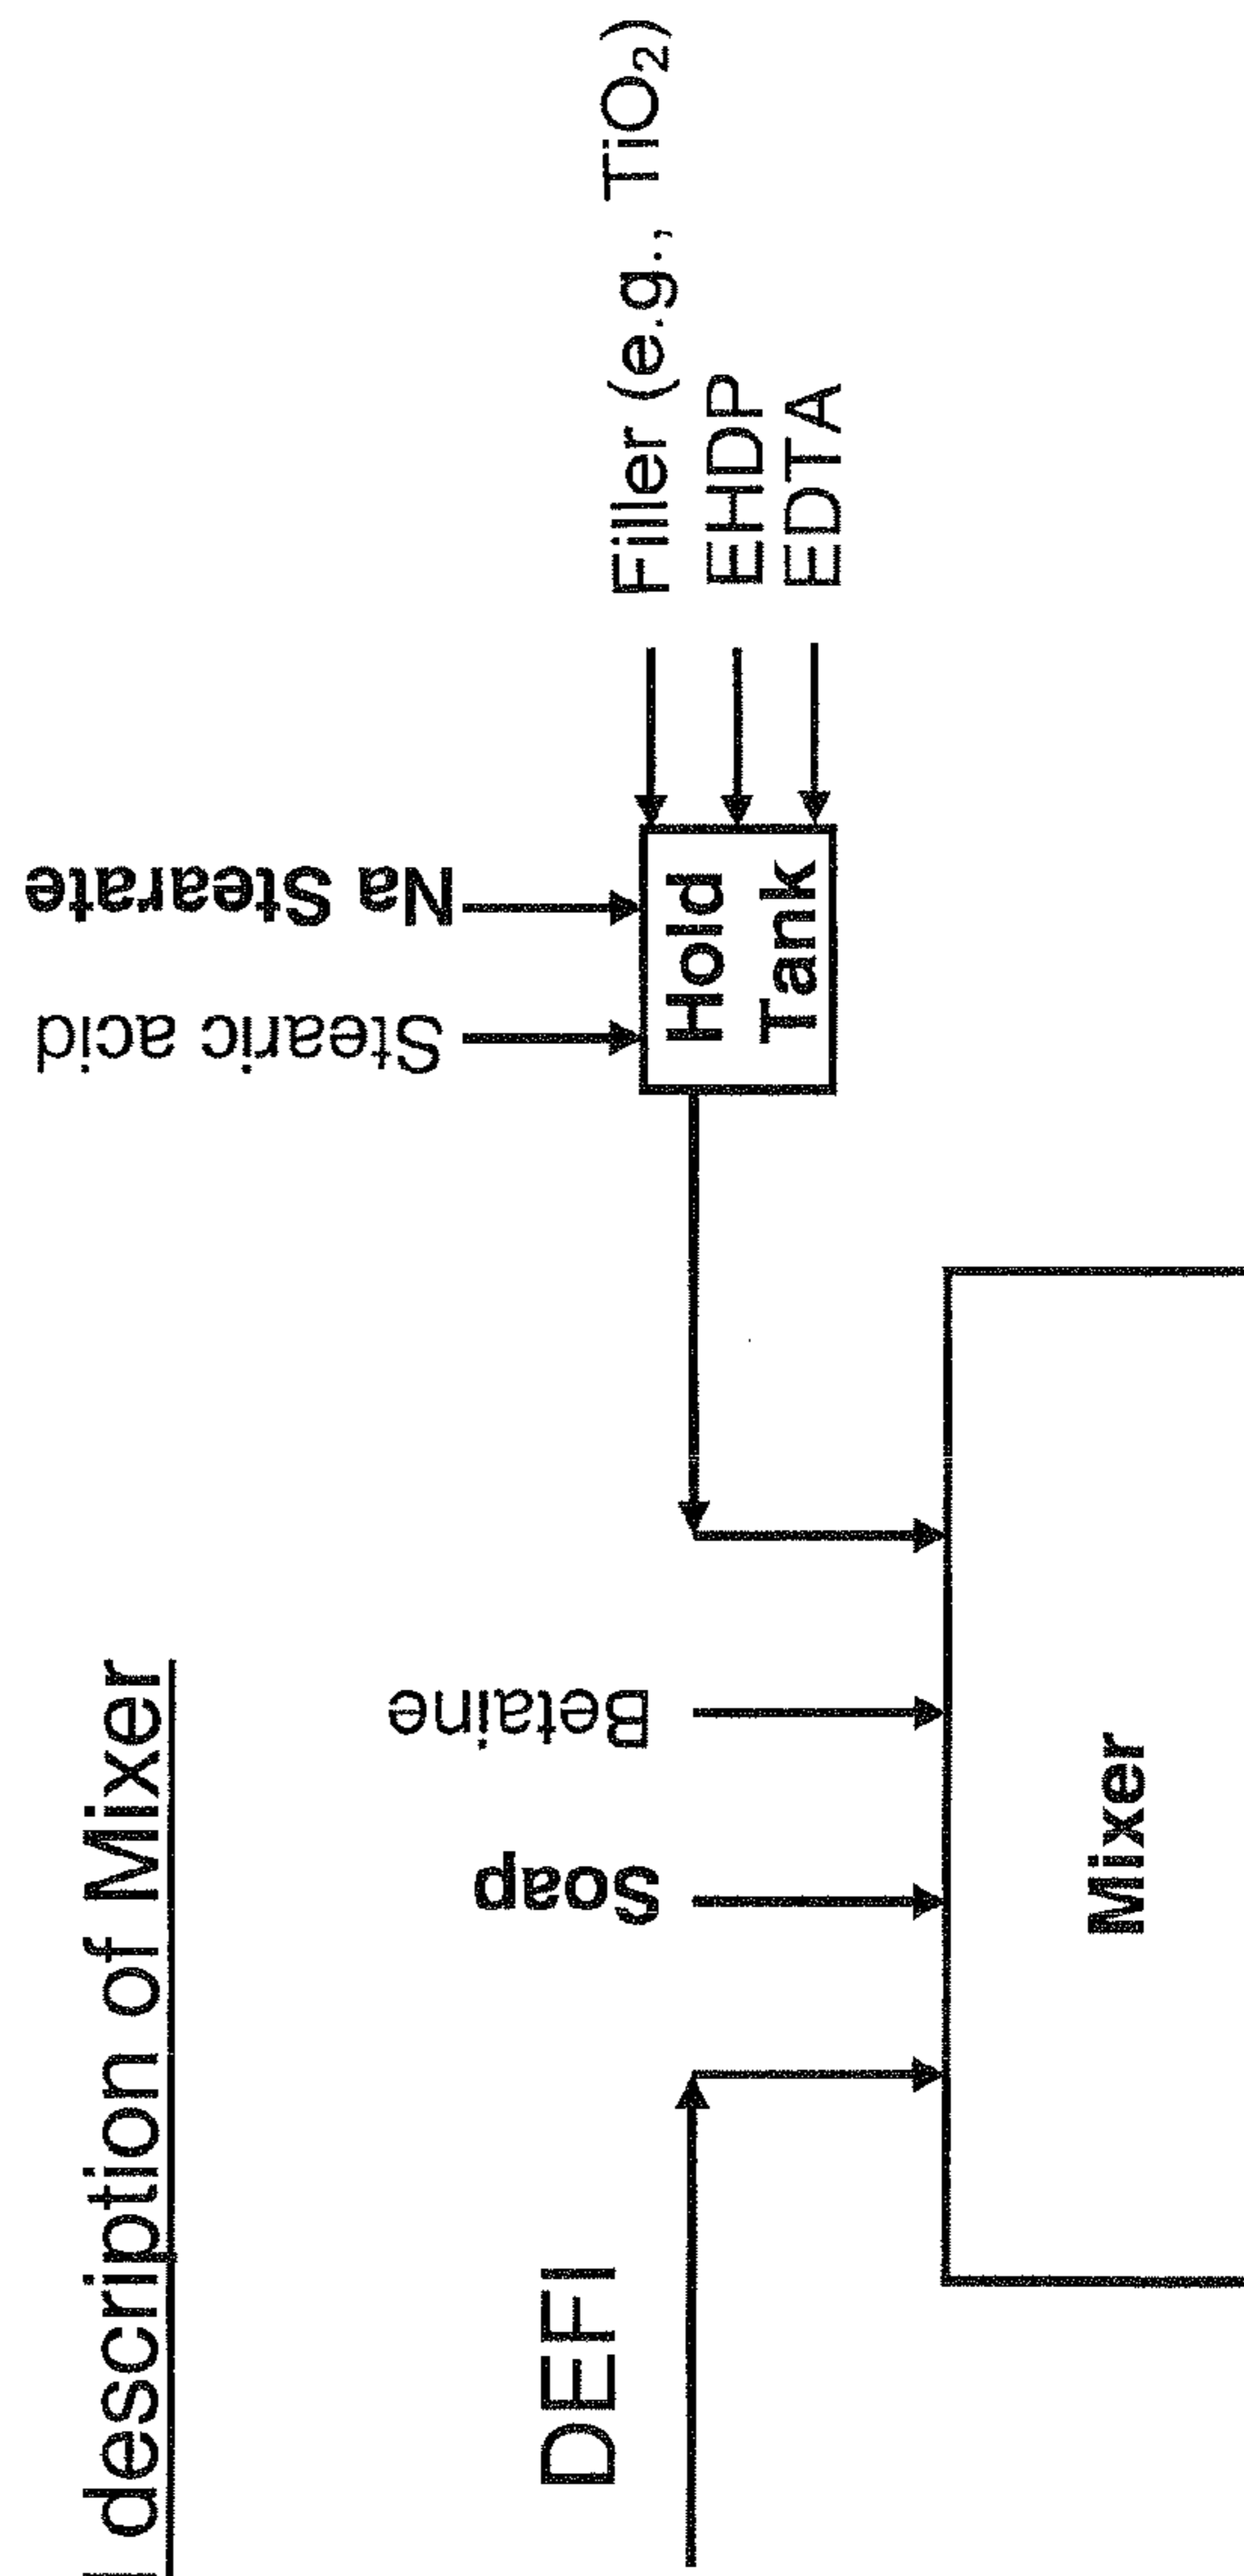 description of Mixer
Stearic acid
Na Stearate
DEFI
Soap
Betaine
Hold
Tank
Filler (e.g., TiO₂)
EHDP
EDTA
Mixer